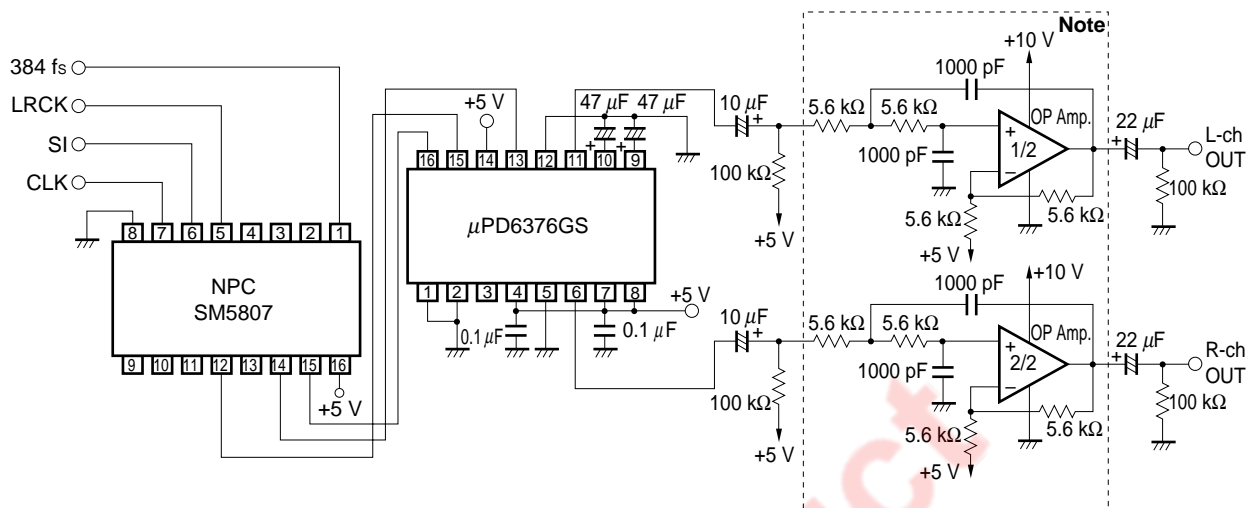 Note
+10 V
384 fs
LRCK
SI
CLK
1000 pF
+5 V
47 μF 47 μF
10 μF
5.6 kΩ 5.6 kΩ
OP Amp.
22 μF
+ + +
+
+
L-ch
OUT
16 15 14 13 12 11 10 9
1000 pF
+
−
1/2
100 kΩ
5.6 kΩ
5.6 kΩ
100 kΩ
+5 V
+5 V
μPD6376GS
8 7 6 5 4 3 2 1
NPC
SM5807
1 2 3 4 5 6 7 8
+5 V
0.1 μF
0.1 μF
+10 V
1000 pF
10 μF
+
5.6 kΩ 5.6 kΩ
OP Amp.
22 μF
+
R-ch
OUT
9 10 11 12 13 14 15 16
+5 V
1000 pF
+
−
2/2
100 kΩ
5.6 kΩ
5.6 kΩ
100 kΩ
+5 V
+5 V